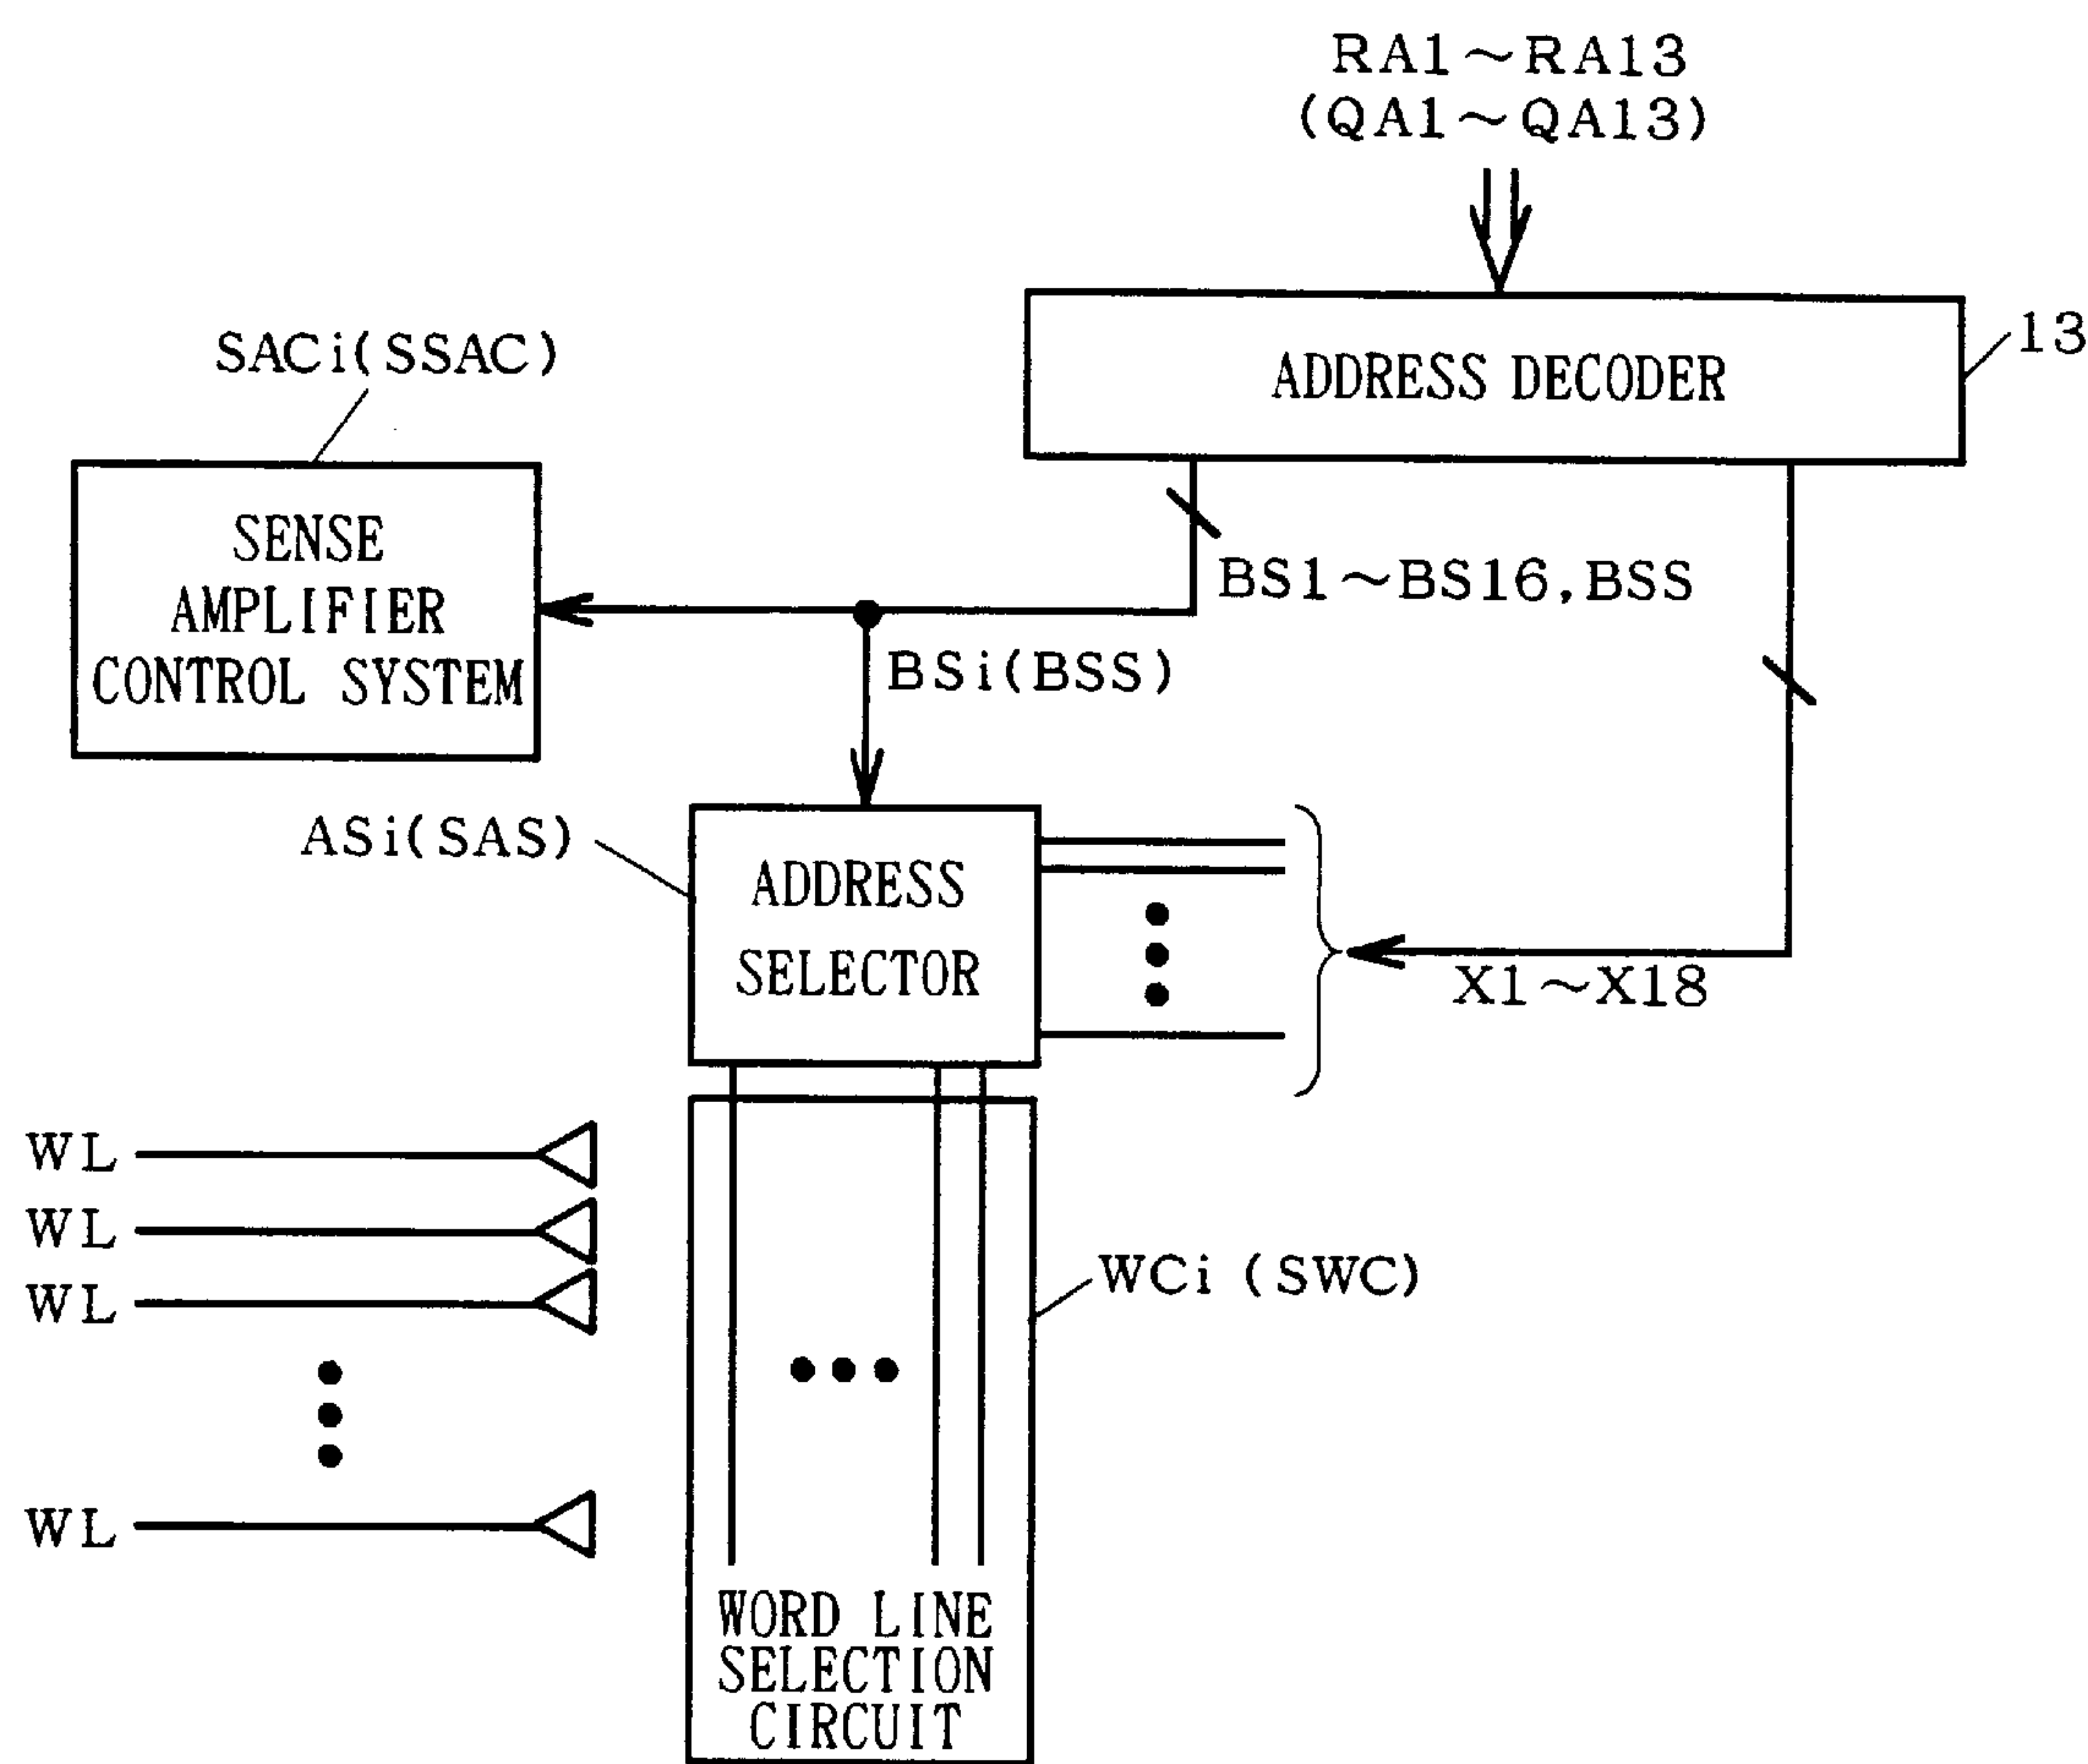 RA1~RA13
(QA1~QA13)
ADDRESS DECODER
13
SACi(SSAC)
SENSE
AMPLIFIER
CONTROL SYSTEM
BS1~BS16,BSS
BSi(BSS)
ASi(SAS)
ADDRESS
SELECTOR
X1~X18
WL
WL
WL
WL
WCi (SWC)
WORD LINE
SELECTION
CIRCUIT